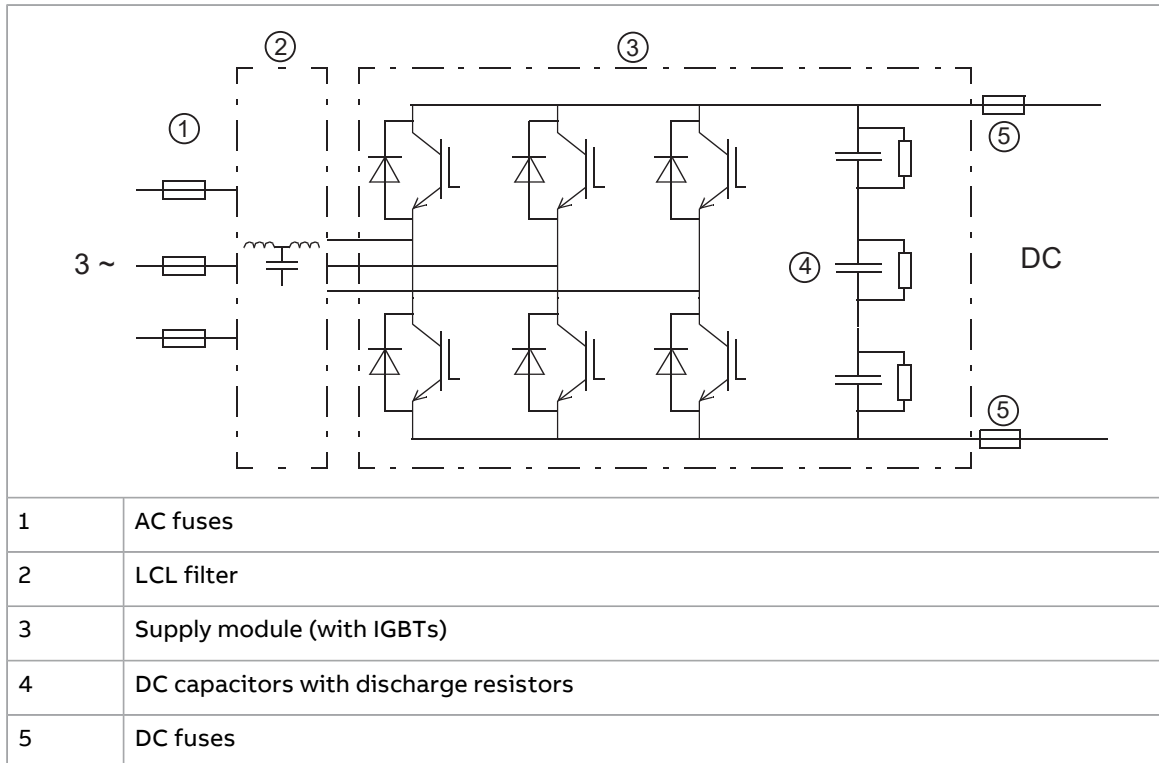 2
3
1
5
3 ~
4
DC
5
1 AC fuses
2 LCL filter
3 Supply module (with IGBTs)
4 DC capacitors with discharge resistors
5 DC fuses